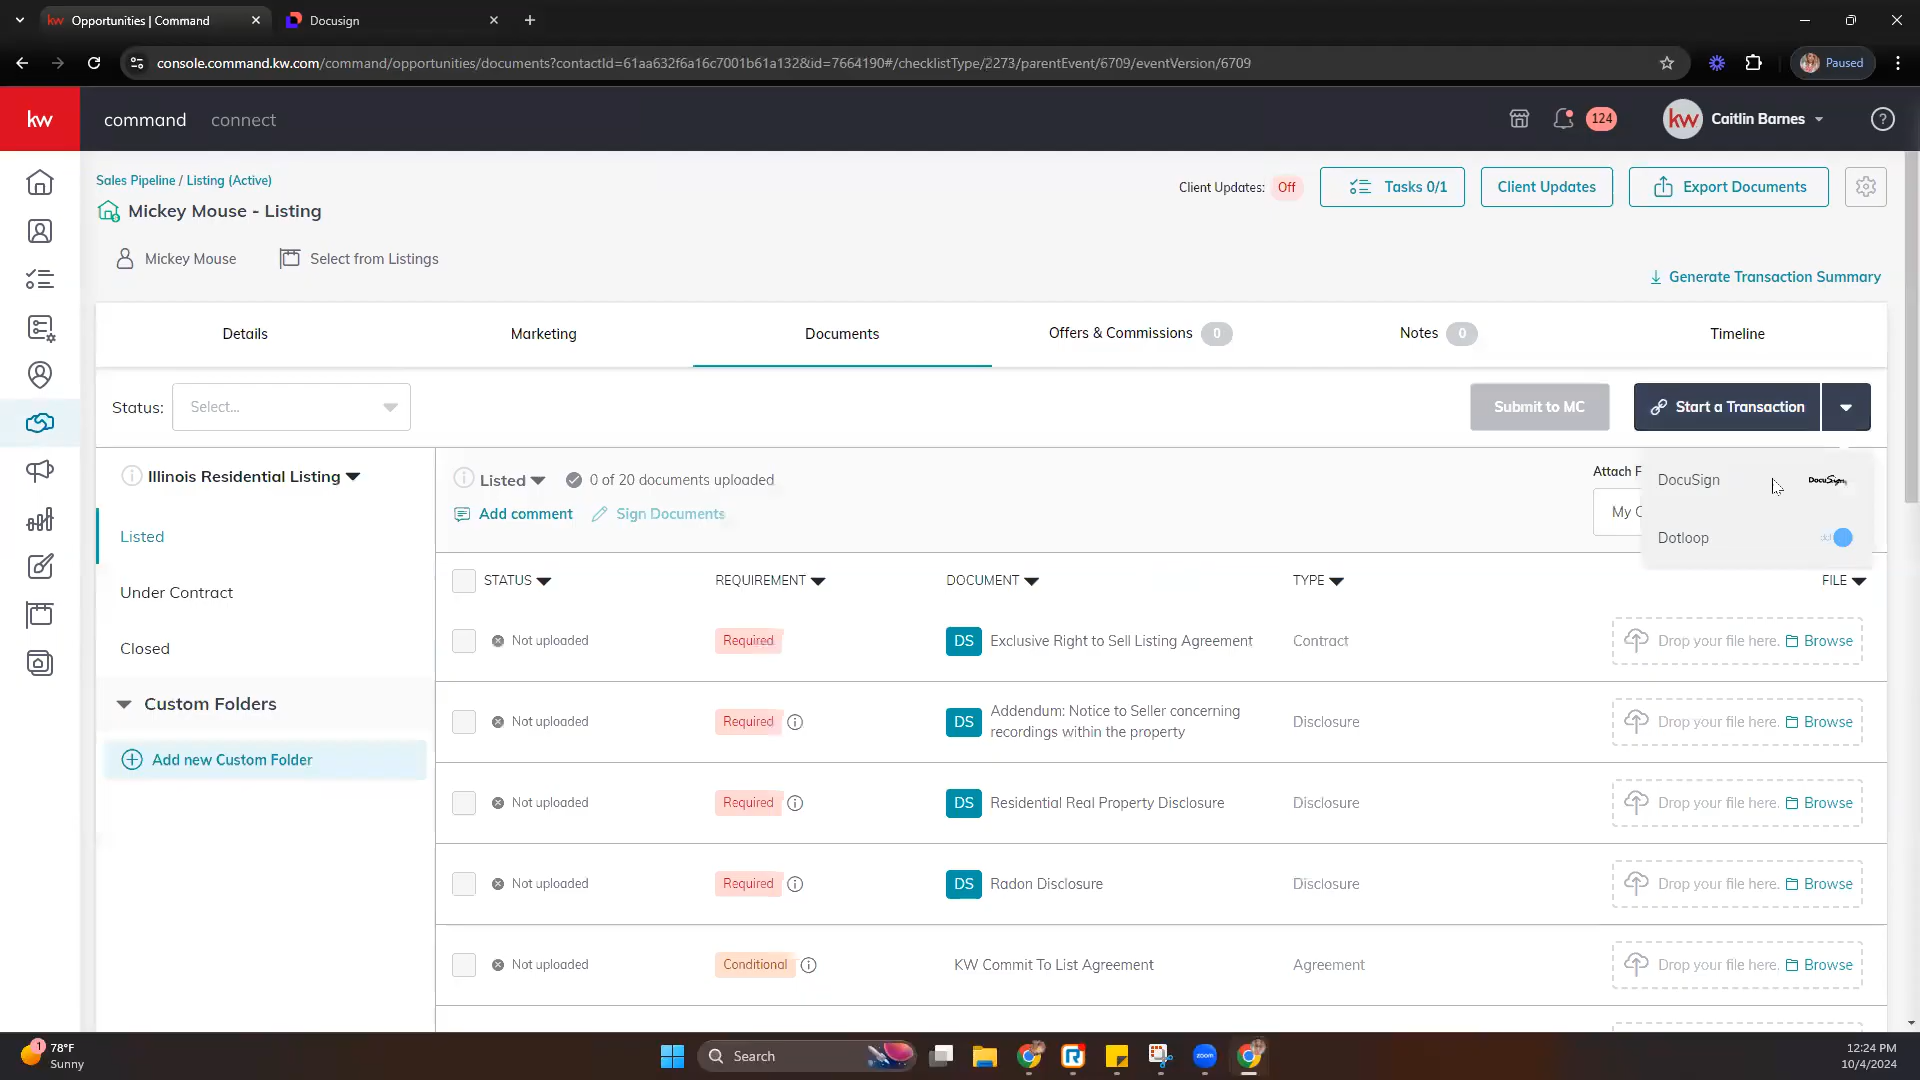 Opportunities | Command
Docusign
console.command.kw.com/command/opportunities/documents?contactId=61aa632f6a16c7001b61a132&id=7664190#/checklistType/2273/parentEvent/6709/eventVersion/6709
Paused
kw
command
connect
124
kw
Caitlin Barnes
Sales Pipeline / Listing (Active)
Client Updates: Off
Tasks 0/1
Client Updates
Export Documents
Mickey Mouse - Listing
Mickey Mouse
Select from Listings
Generate Transaction Summary
Details
Marketing
Documents
Offers & Commissions 0
Notes 0
Timeline
Status: Select...
Submit to MC
Start a Transaction
Illinois Residential Listing
Listed
0 of 20 documents uploaded
Add comment
Sign Documents
Attach F
My C
DocuSign
DocuSign
Dotloop
Listed
Under Contract
Closed
Custom Folders
Add new Custom Folder
STATUS REQUIREMENT DOCUMENT TYPE FILE
Not uploaded Required DS Exclusive Right to Sell Listing Agreement Contract Drop your file here. Browse
Not uploaded Required DS Addendum: Notice to Seller concerning
recordings within the property Disclosure Drop your file here. Browse
Not uploaded Required DS Residential Real Property Disclosure Disclosure Drop your file here. Browse
Not uploaded Required DS Radon Disclosure Disclosure Drop your file here. Browse
Not uploaded Conditional KW Commit To List Agreement Agreement Drop your file here. Browse
1
78°F
Sunny
Search
zoom
12:24 PM
10/4/2024